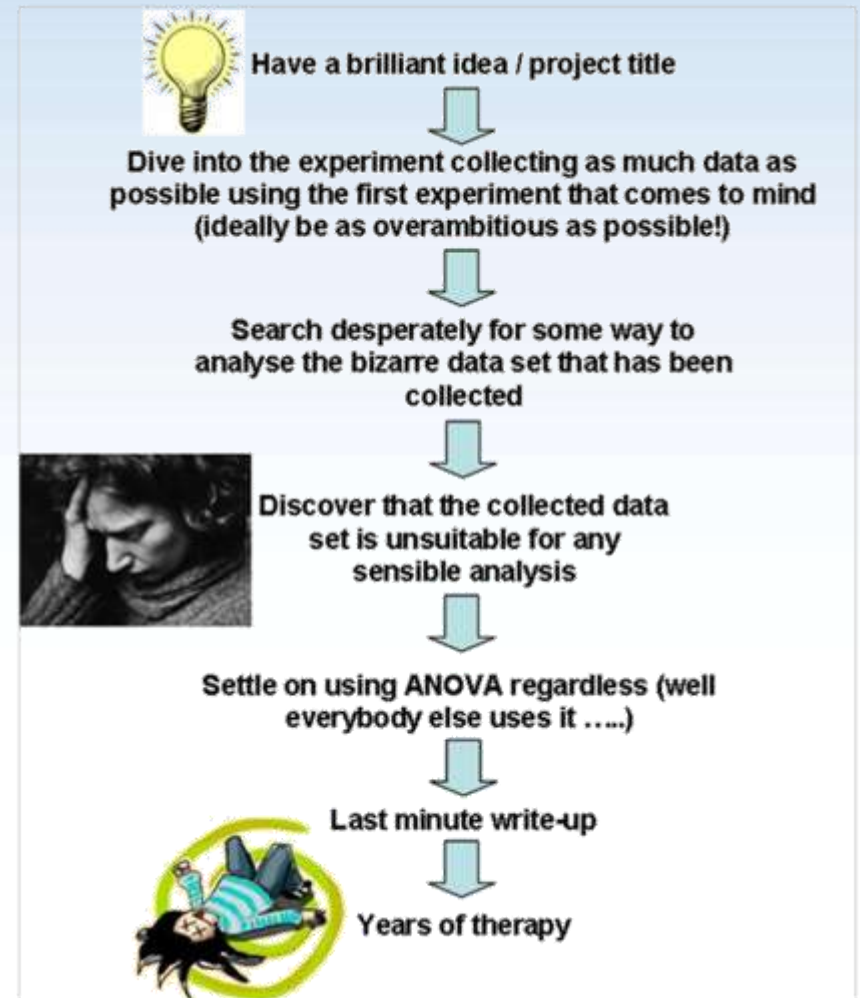 Have a brilliant idea / project title
Dive into the experiment collecting as much data as
possible using the first experiment that comes to mind
(ideally be as overambitious as possible!)
Search desperately for some way to
analyse the bizarre data set that has been
collected
Discover that the collected data
set is unsuitable for any
sensible analysis
Settle on using ANOVA regardless (well
everybody else uses it …..)
Last minute write-up
Years of therapy